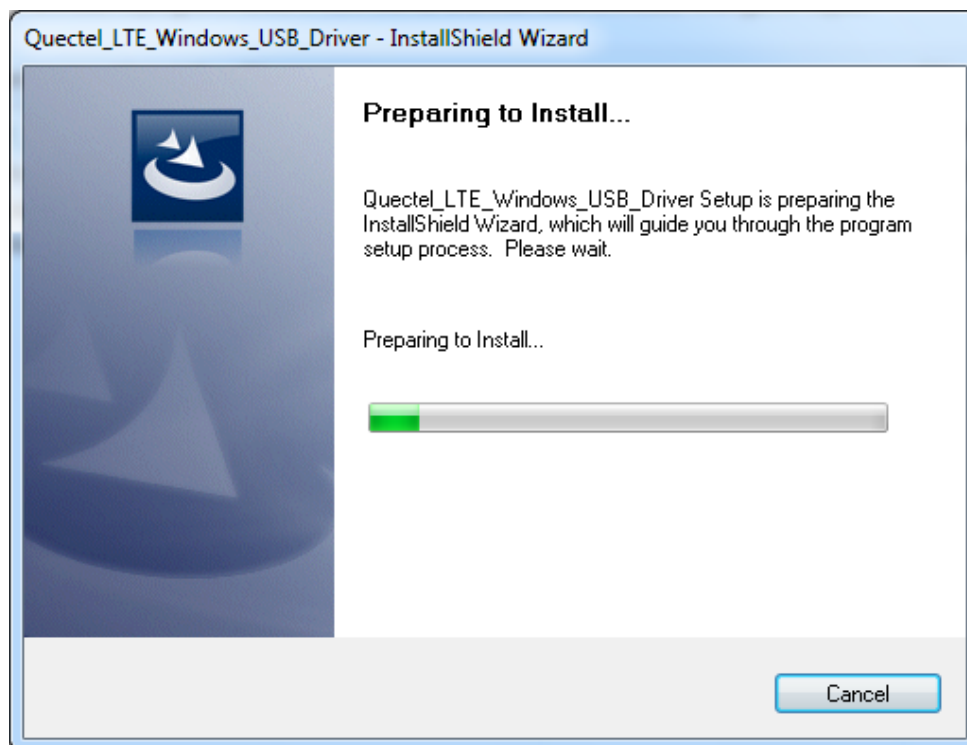 Quectel_LTE_Windows_USB_Driver - InstallShield Wizard
Preparing to Install...
Quectel_LTE_Windows_USB_Driver Setup is preparing the
InstallShield Wizard, which will guide you through the program
setup process.  Please wait.
Preparing to Install...
Cancel